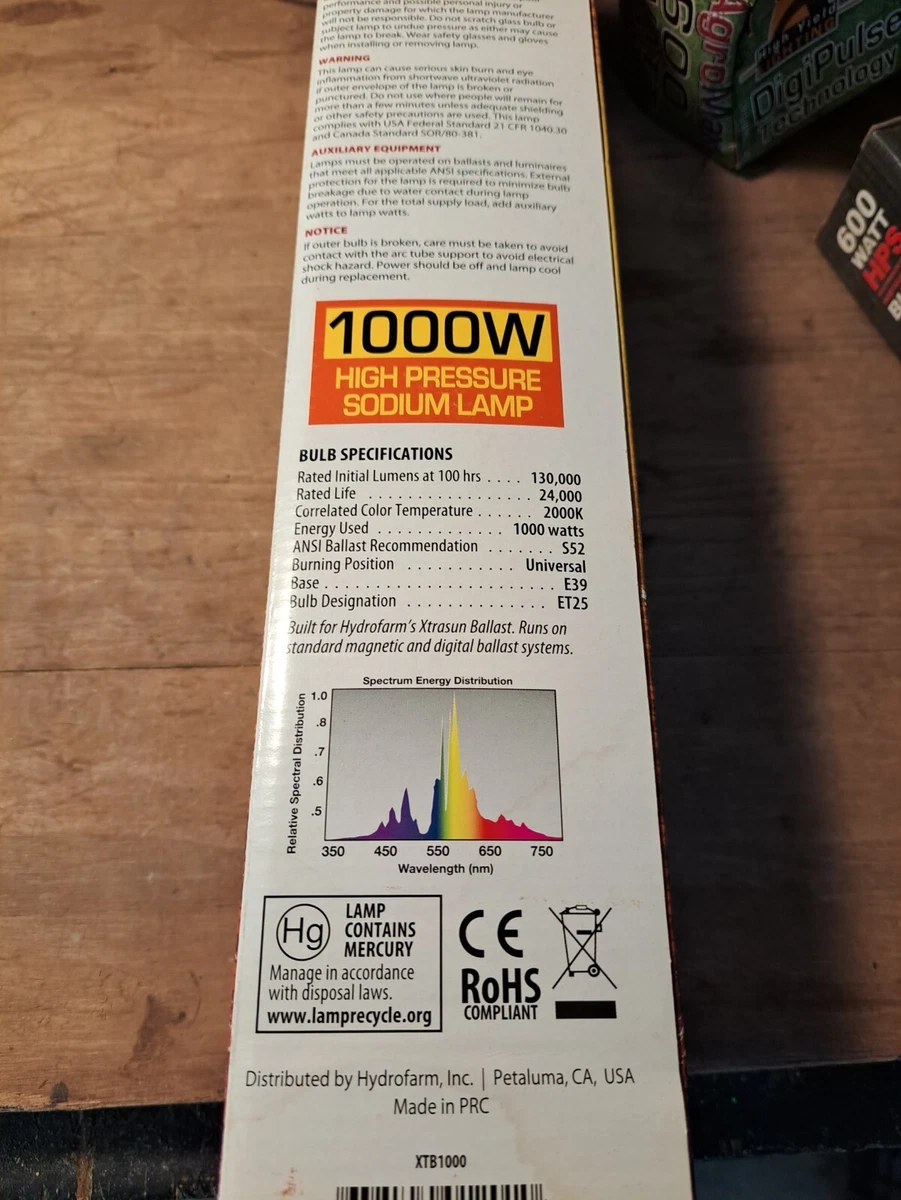 performance and possible personal injury or
property damage for which the lamp manufacturer
will not be responsible. Do not scratch glass bulb or
subject lamp to undue pressure as either may cause
the lamp to break. Wear safety glasses and gloves
when installing or removing lamp.
WARNING
This lamp can cause serious skin burn and eye
inflammation from shortwave ultraviolet radiation
if outer envelope of the lamp is broken or
punctured. Do not use where people will remain for
more than a few minutes unless adequate shielding
or other safety precautions are used. This lamp
complies with USA Federal Standard 21 CFR 1040.30
and Canada Standard SOR/80-381.
AUXILIARY EQUIPMENT
Lamps must be operated on ballasts and luminaires
that meet all applicable ANSI specifications. External
protection for the lamp is required to minimize bulb
breakage due to water contact during lamp
operation. For the total supply load, add auxiliary
watts to lamp watts.
NOTICE
If outer bulb is broken, care must be taken to avoid
contact with the arc tube support to avoid electrical
shock hazard. Power should be off and lamp cool
during replacement.
1000W
HIGH PRESSURE
SODIUM LAMP
BULB SPECIFICATIONS
Rated Initial Lumens at 100 hrs . . . . 130,000
Rated Life . . . . . . . . . . . . . . . . . 24,000
Correlated Color Temperature . . . . . . 2000K
Energy Used . . . . . . . . . . . . . 1000 watts
ANSI Ballast Recommendation . . . . . . . S52
Burning Position . . . . . . . . . . . Universal
Base . . . . . . . . . . . . . . . . . . . . . . . E39
Bulb Designation . . . . . . . . . . . . . . ET25
Built for Hydrofarm's Xtrasun Ballast. Runs on
standard magnetic and digital ballast systems.
Spectrum Energy Distribution
Relative Spectral Distribution
1.0
.8
.7
.6
.5
350 450 550 650 750
Wavelength (nm)
Hg
LAMP
CONTAINS
MERCURY
Manage in accordance
with disposal laws.
www.lamprecycle.org
CE
RoHS
COMPLIANT
Distributed by Hydrofarm, Inc. | Petaluma, CA, USA
Made in PRC
XTB1000
High Yield
LIGHTING
DigiPulse
Technology
600
WATT
HPS